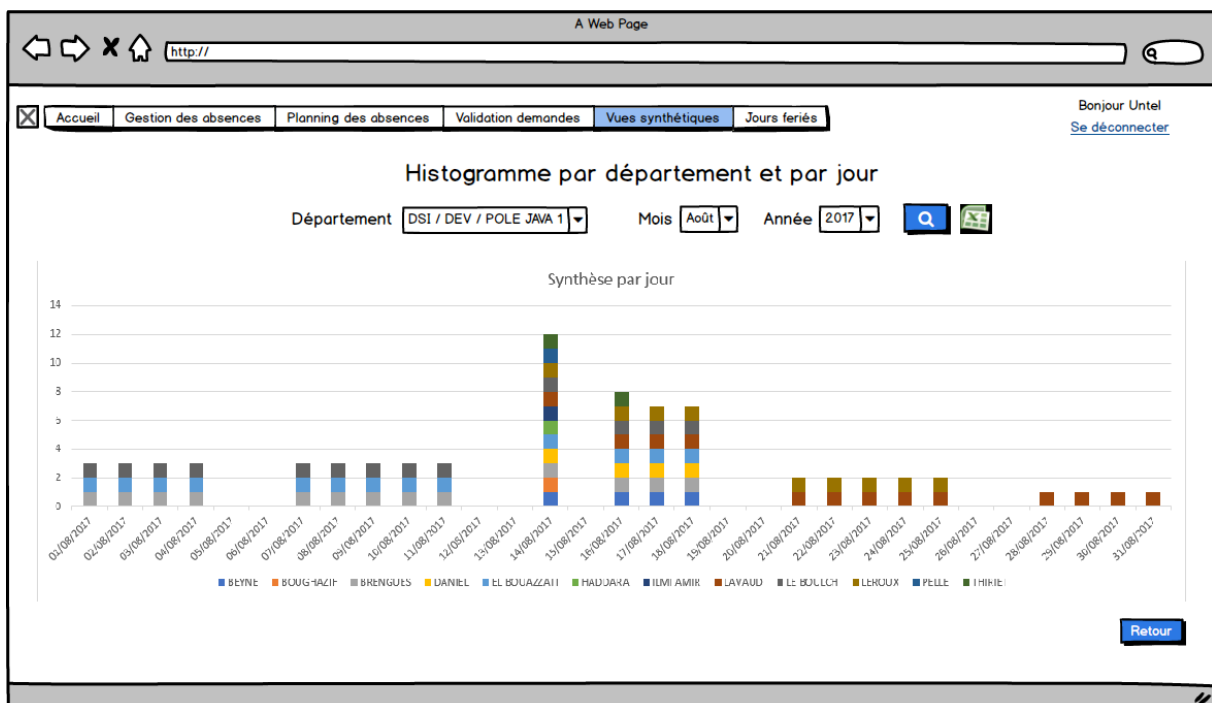 A Web Page
http://
Accueil Gestion des absences Planning des absences Validation demandes Vues synthétiques Jours feriés
Bonjour Untel
Se déconnecter
Histogramme par département et par jour
Département DSI / DEV / POLE JAVA 1 Mois Août Année 2017
Synthèse par jour
14
12
10
8
6
4
2
0
01/08/2017 02/08/2017 03/08/2017 04/08/2017 05/08/2017 06/08/2017 07/08/2017 08/08/2017 09/08/2017 10/08/2017 11/08/2017 12/08/2017 13/08/2017 14/08/2017 15/08/2017 16/08/2017 17/08/2017 18/08/2017 19/08/2017 20/08/2017 21/08/2017 22/08/2017 23/08/2017 24/08/2017 25/08/2017 26/08/2017 27/08/2017 28/08/2017 29/08/2017 30/08/2017 31/08/2017
BEYNE BOUGHAZIF BRENGUES DANIEL EL BOUAZZATI HADDARA ILMI AMIR LAVAUD LE BOULCH LEROUX PELLE THIRIET
Retour